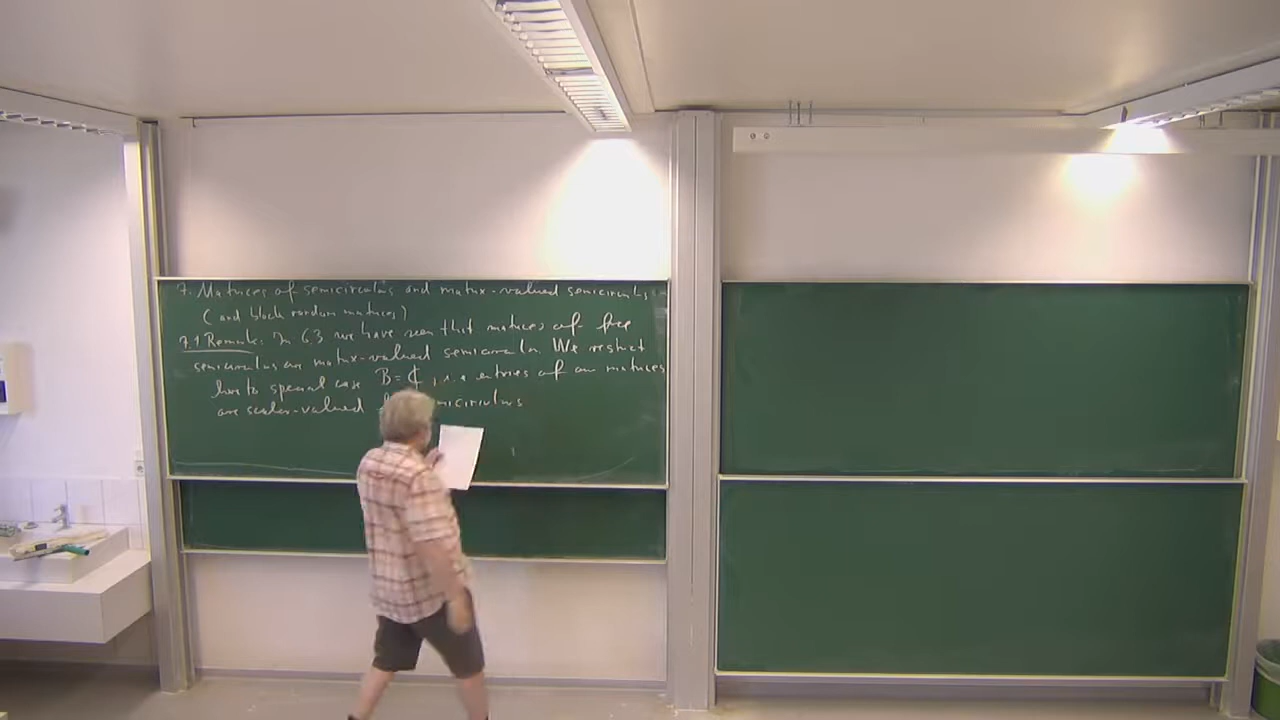 7. Matrices of semicirculars and matrix-valued semicirculars
(and block random matrices)
7.1 Remark: In 6.3 we have seen that matrices of free
semicirculars are matrix-valued semicircular. We restrict
here to special case B = ℂ, i.e entries of our matrices
are scalar-valued semicirculars